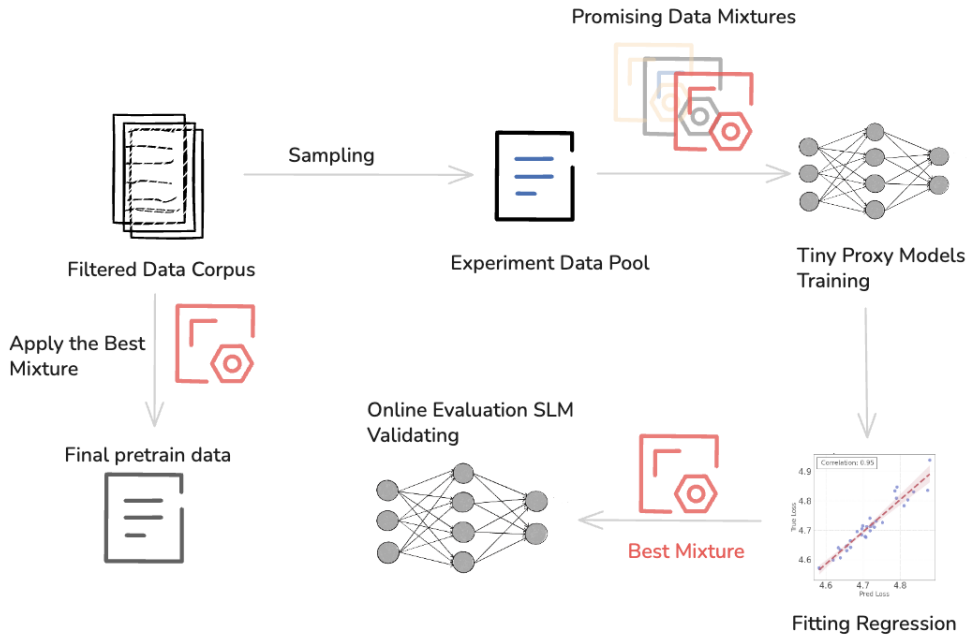 Promising Data Mixtures
Sampling
Filtered Data Corpus
Experiment Data Pool
Tiny Proxy Models
Training
Apply the Best
Mixture
Final pretrain data
Online Evaluation SLM
Validating
Best Mixture
Correlation: 0.95
True Loss
4.9
4.8
4.7
4.6
4.6 4.7 4.8
Pred Loss
Fitting Regression